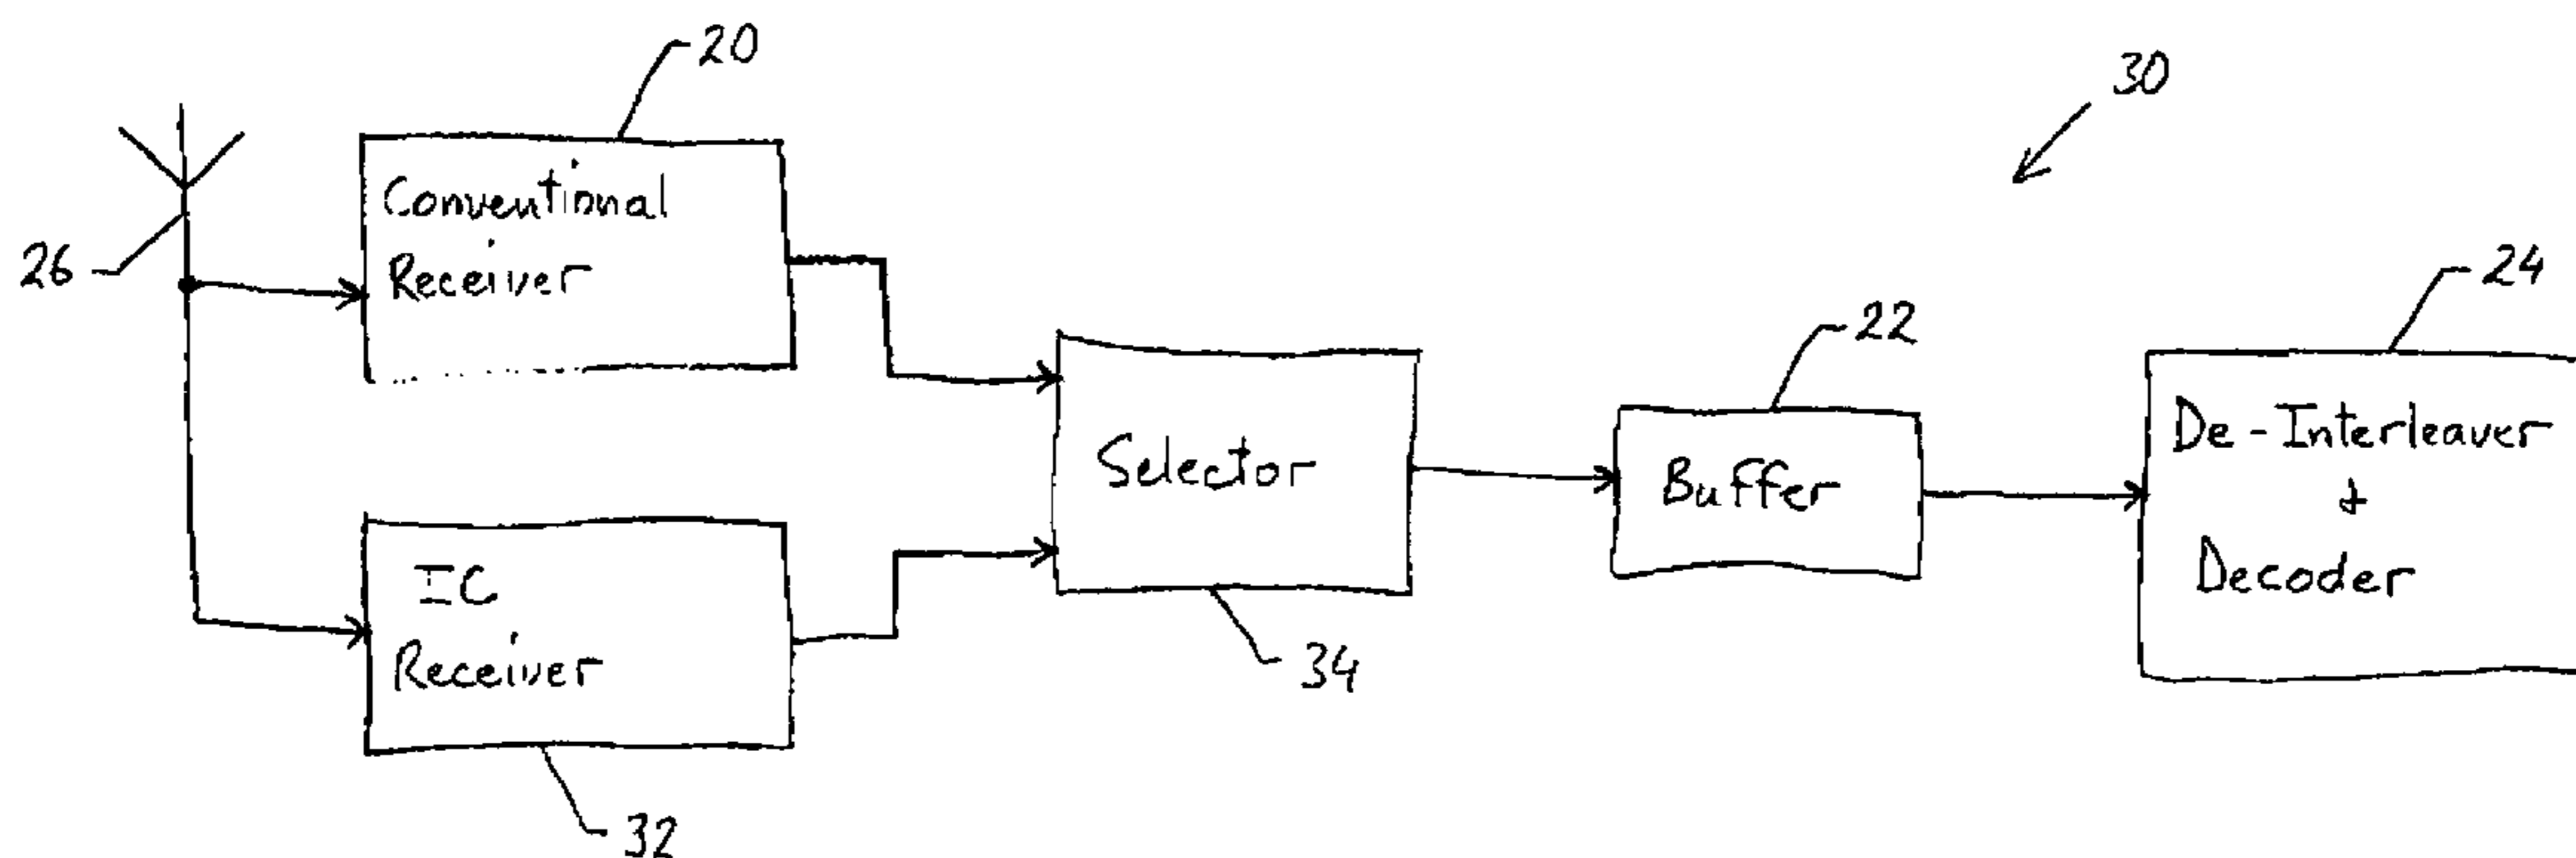 20
30
26
Conventional
Receiver
24
22
Selector
Buffer
De-Interleaver
+
Decoder
IC
Receiver
34
32